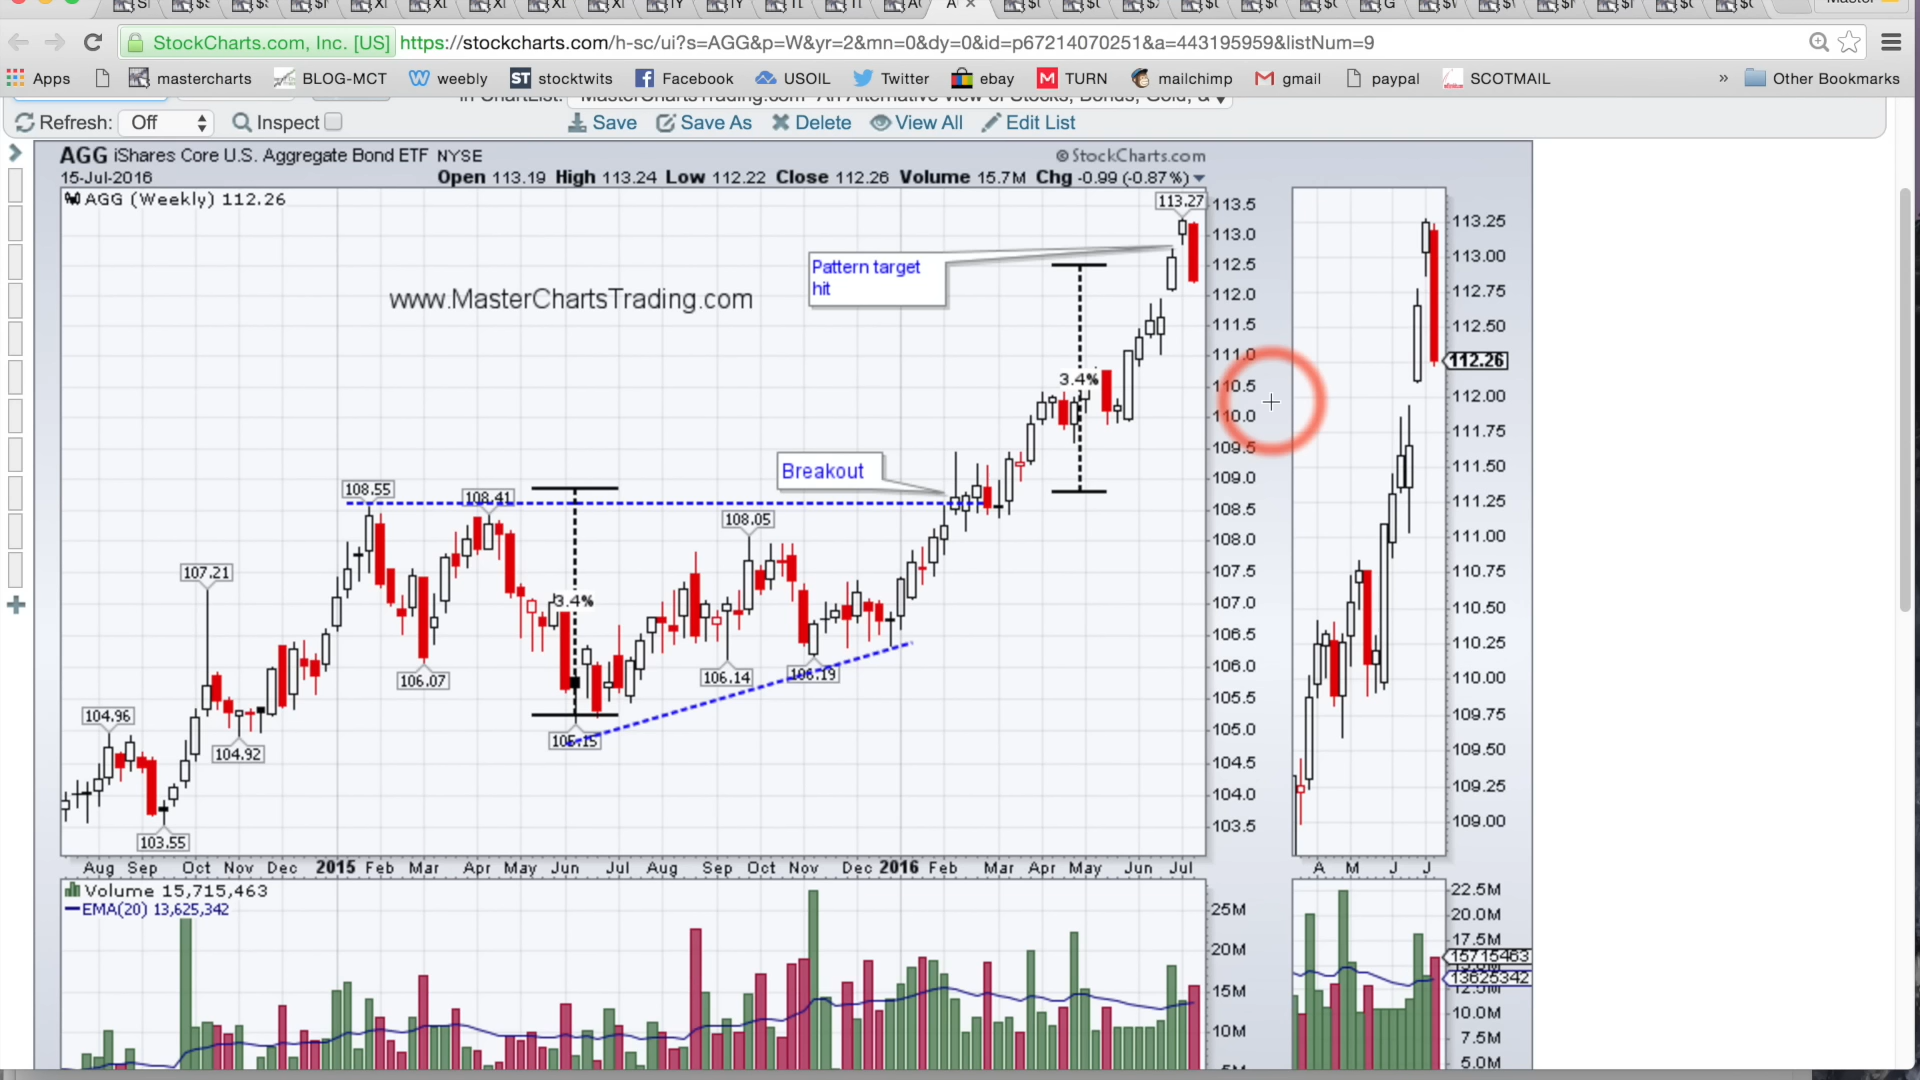 StockCharts.com, Inc. [US] https://stockcharts.com/h-sc/ui?s=AGG&p=W&yr=2&mn=0&dy=0&id=p67214070251&a=443195959&listNum=9
Apps mastercharts BLOG-MCT weebly ST stocktwits Facebook USOIL Twitter ebay M TURN mailchimp gmail paypal SCOTMAIL » Other Bookmarks
Refresh: Off Inspect Save Save As Delete View All Edit List
AGG iShares Core U.S. Aggregate Bond ETF NYSE
© StockCharts.com
15-Jul-2016 Open 113.19 High 113.24 Low 112.22 Close 112.26 Volume 15.7M Chg -0.99 (-0.87%)
AGG (Weekly) 112.26
113.27
Pattern target
hit
www.MasterChartsTrading.com
3.4%
Breakout
108.55
108.41
108.05
107.21
3.4%
106.07
106.14
106.19
104.96
104.92
105.15
103.55
113.5
113.0
112.5
112.0
111.5
111.0
110.5
110.0
109.5
109.0
108.5
108.0
107.5
107.0
106.5
106.0
105.5
105.0
104.5
104.0
103.5
113.25
113.00
112.75
112.50
112.26
112.00
111.75
111.50
111.25
111.00
110.75
110.50
110.25
110.00
109.75
109.50
109.25
109.00
Aug Sep Oct Nov Dec 2015 Feb Mar Apr May Jun Jul Aug Sep Oct Nov Dec 2016 Feb Mar Apr May Jun Jul
A M J J
Volume 15,715,463
EMA(20) 13,625,342
25M
20M
15M
10M
22.5M
20.0M
17.5M
15715463
13625342
12.5M
10.0M
7.5M
5.0M